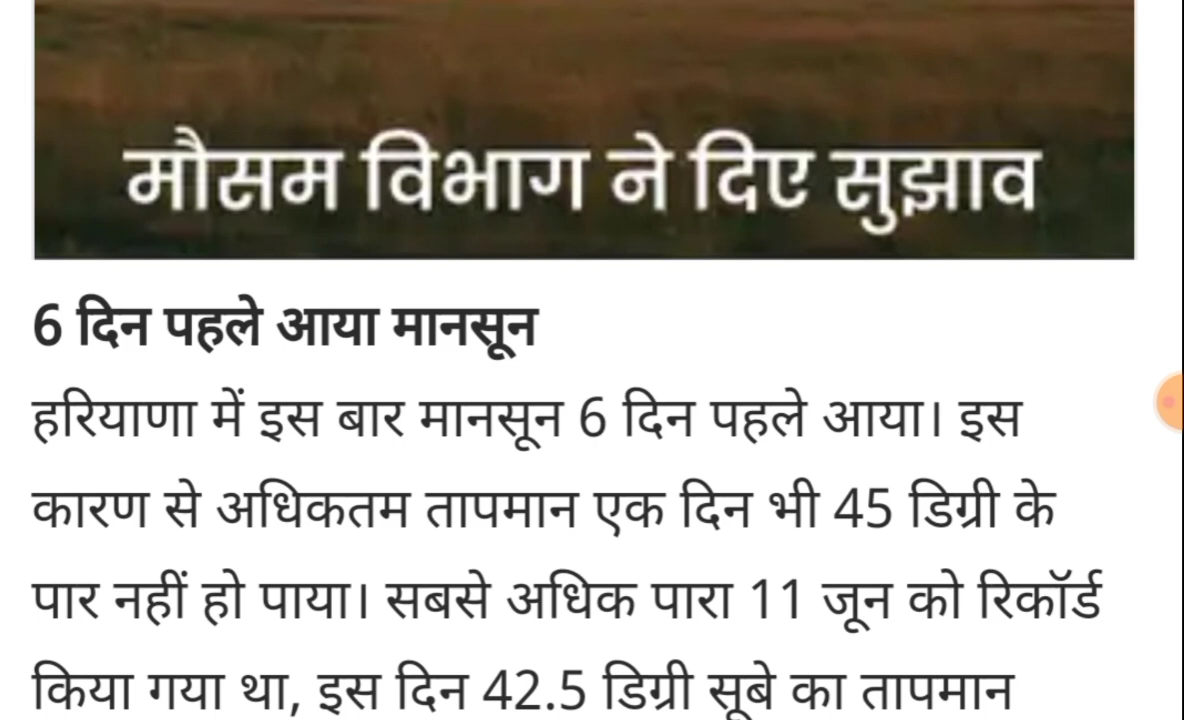 मौसम विभाग ने दिए सुझाव
6 दिन पहले आया मानसून
हरियाणा में इस बार मानसून 6 दिन पहले आया। इस
कारण से अधिकतम तापमान एक दिन भी 45 डिग्री के
पार नहीं हो पाया। सबसे अधिक पारा 11 जून को रिकॉर्ड
किया गया था, इस दिन 42.5 डिग्री सूबे का तापमान